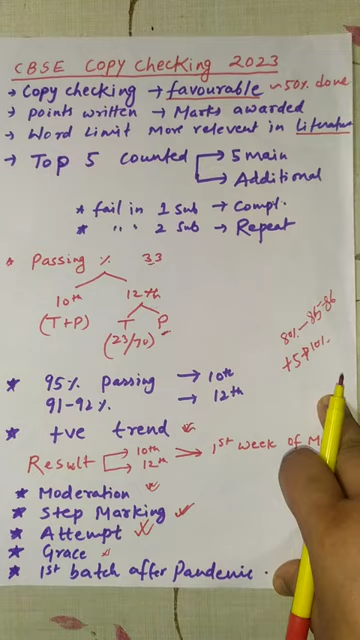 CBSE Copy Checking 2023
→ Copy checking → favourable ~50% done
→ Points written → Marks awarded
→ Word Limit More relevent in Literature
→ Top 5 counted → 5 main
→ Additional
* fail in 1 Sub → Compt.
* " " 2 sub → Repeat
* Passing % 33
10th 12th
(T+P) T P
(23/70)
80% - 85-86
+5% 10%
* 95% passing → 10th
91-92% → 12th
* +ve trend
Result → 10th → 1st week of
→ 12th
* Moderation
* Step Marking
* Attempt
* Grace
* 1st batch after Pandemic.